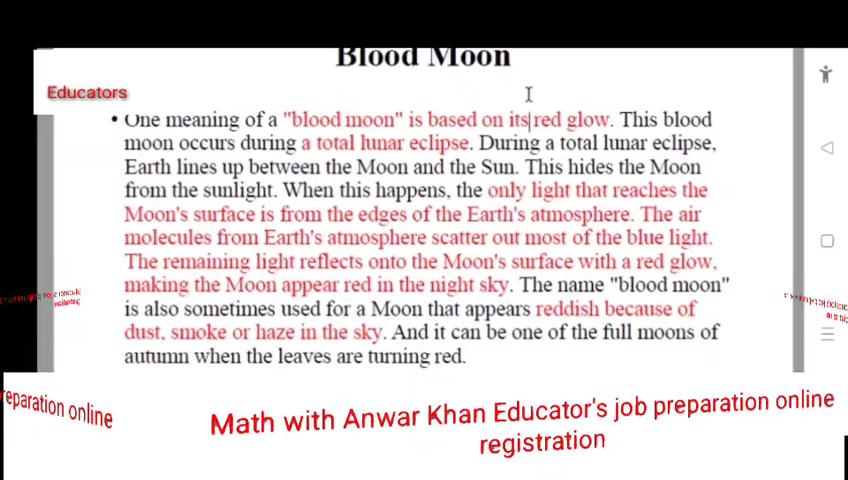 Blood Moon
Educators
• One meaning of a "blood moon" is based on its red glow. This blood
moon occurs during a total lunar eclipse. During a total lunar eclipse,
Earth lines up between the Moon and the Sun. This hides the Moon
from the sunlight. When this happens, the only light that reaches the
Moon's surface is from the edges of the Earth's atmosphere. The air
molecules from Earth's atmosphere scatter out most of the blue light.
The remaining light reflects onto the Moon's surface with a red glow,
making the Moon appear red in the night sky. The name "blood moon"
is also sometimes used for a Moon that appears reddish because of
dust, smoke or haze in the sky. And it can be one of the full moons of
autumn when the leaves are turning red.
reparation online
Math with Anwar Khan Educator's job preparation online
registration